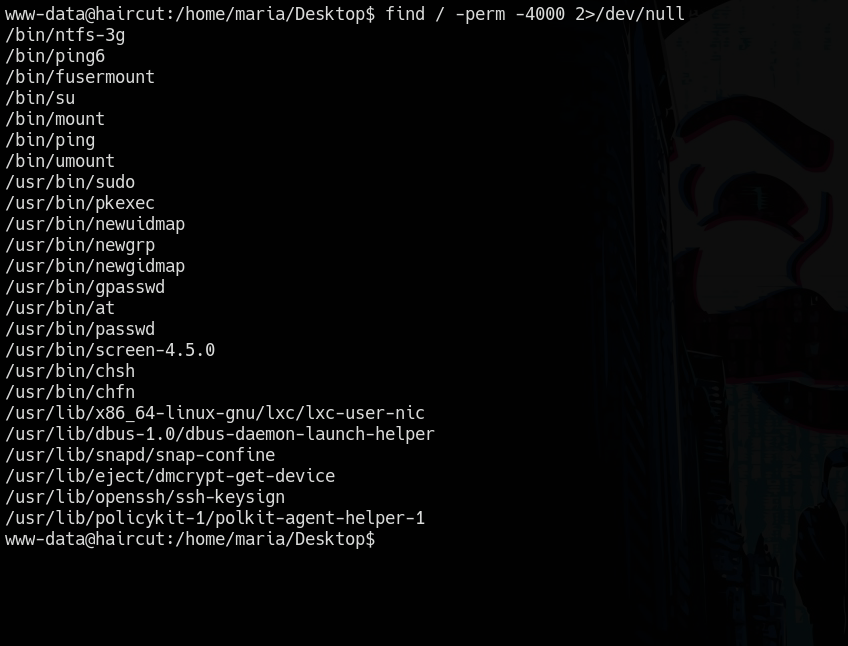 www-data@haircut:/home/maria/Desktop$ find / -perm -4000 2>/dev/null
/bin/ntfs-3g
/bin/ping6
/bin/fusermount
/bin/su
/bin/mount
/bin/ping
/bin/umount
/usr/bin/sudo
/usr/bin/pkexec
/usr/bin/newuidmap
/usr/bin/newgrp
/usr/bin/newgidmap
/usr/bin/gpasswd
/usr/bin/at
/usr/bin/passwd
/usr/bin/screen-4.5.0
/usr/bin/chsh
/usr/bin/chfn
/usr/lib/x86_64-linux-gnu/lxc/lxc-user-nic
/usr/lib/dbus-1.0/dbus-daemon-launch-helper
/usr/lib/snapd/snap-confine
/usr/lib/eject/dmcrypt-get-device
/usr/lib/openssh/ssh-keysign
/usr/lib/policykit-1/polkit-agent-helper-1
www-data@haircut:/home/maria/Desktop$